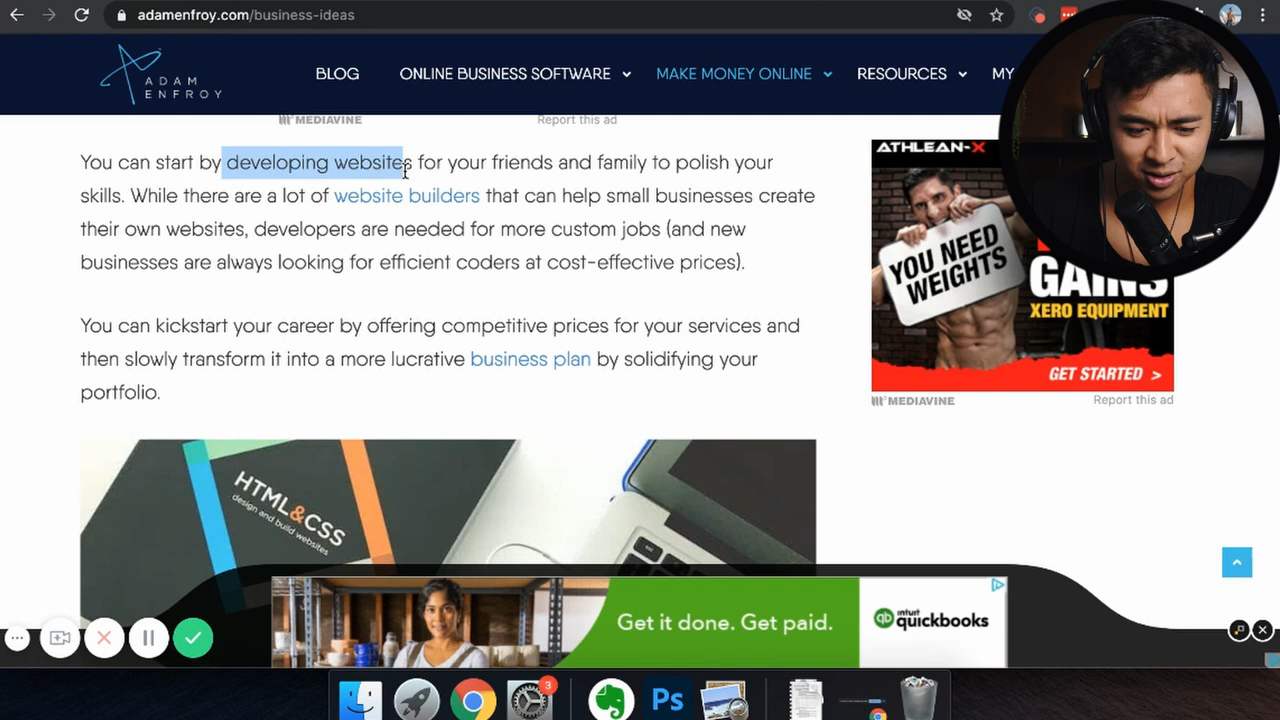 adamenfroy.com/business-ideas
ADAM
ENFROY
BLOG
ONLINE BUSINESS SOFTWARE
MAKE MONEY ONLINE
RESOURCES
MY
MEDIAVINE
Report this ad
You can start by developing websites for your friends and family to polish your
skills. While there are a lot of website builders that can help small businesses create
their own websites, developers are needed for more custom jobs (and new
businesses are always looking for efficient coders at cost-effective prices).
You can kickstart your career by offering competitive prices for your services and
then slowly transform it into a more lucrative business plan by solidifying your
portfolio.
ATHLEAN-X
YOU NEED
WEIGHTS
GAINS
XERO EQUIPMENT
GET STARTED >
MEDIAVINE
Report this ad
HTML&CSS
design and build websites
esc
Get it done. Get paid.
intuit
quickbooks
3
Ps